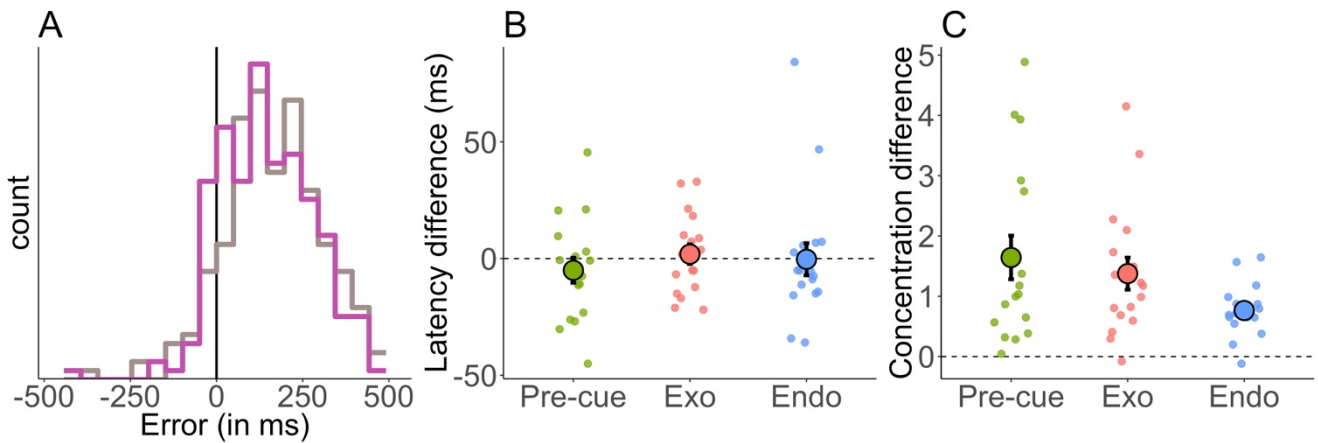 A
count
-500
-250
0
250
500
Error (in ms)
B
Latency difference (ms)
50
0
-50
Pre-cue
Exo
Endo
C
Concentration difference
5
4
3
2
1
0
Pre-cue
Exo
Endo